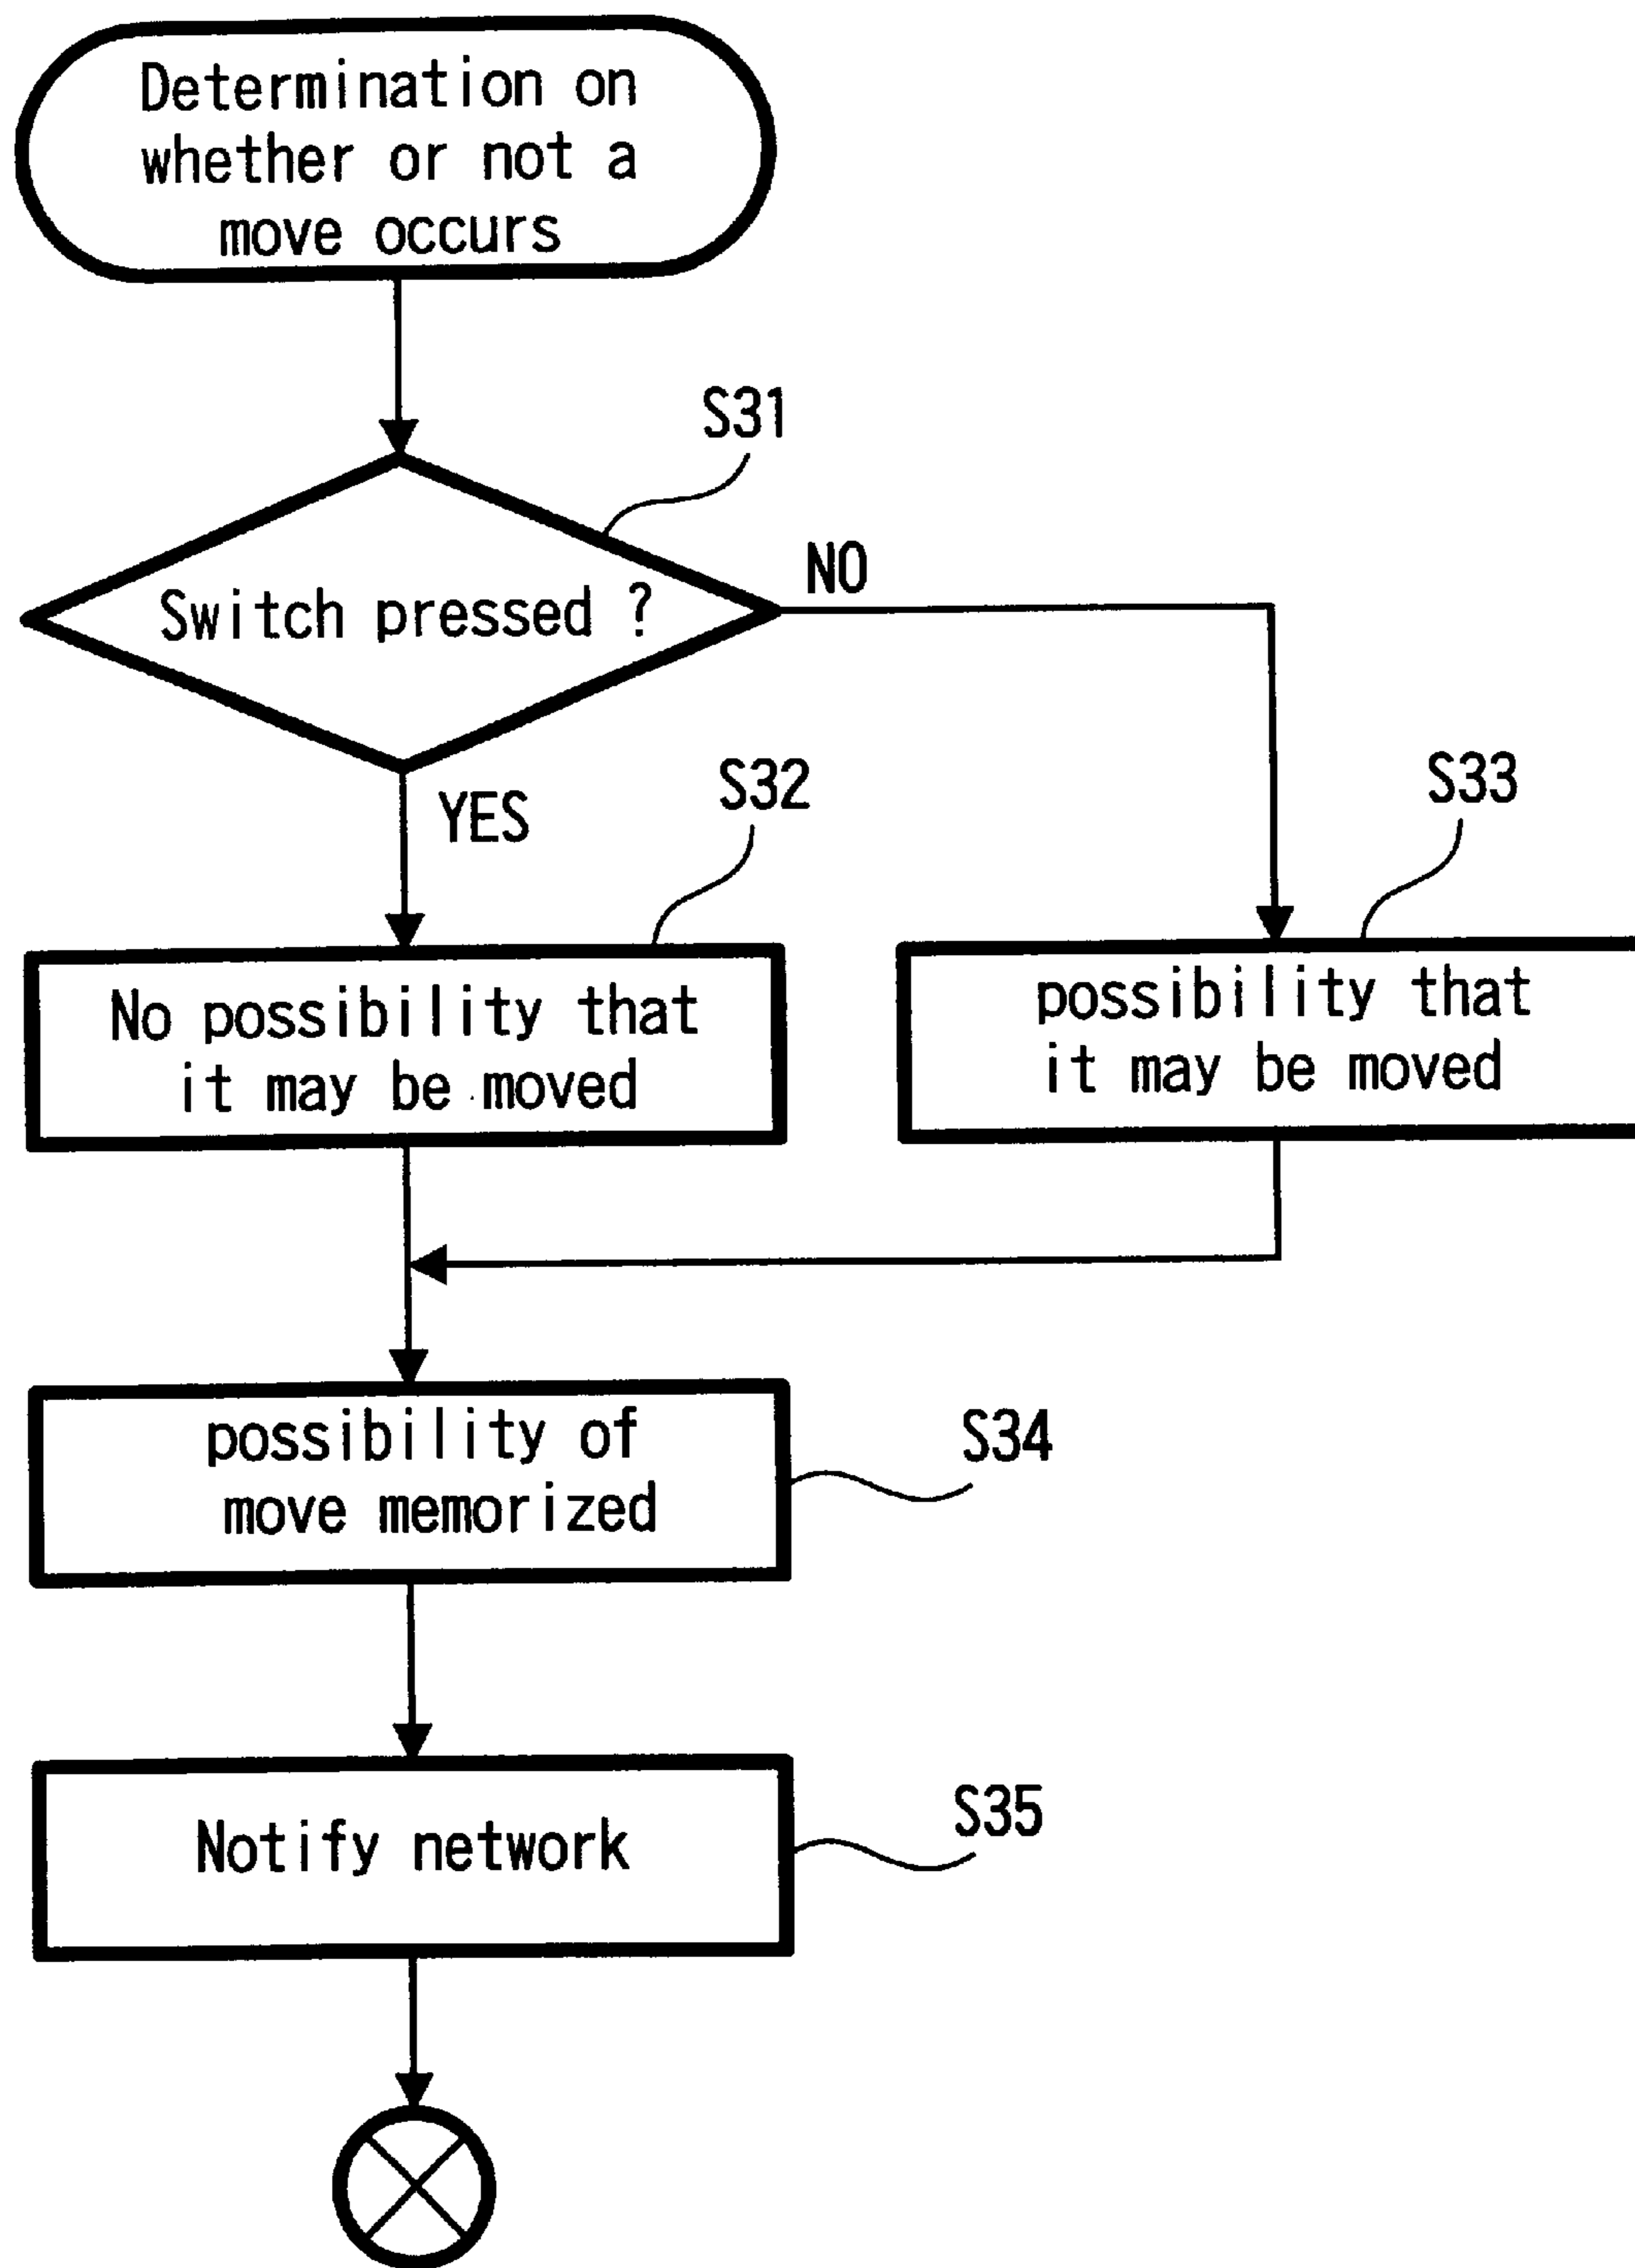 Determination on
whether or not a
move occurs
S31
Switch pressed ?
NO
YES
S32
S33
No possibility that
it may be moved
possibility that
it may be moved
possibility of
move memorized
S34
Notify network
S35